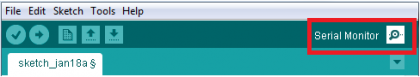 File Edit Sketch Tools Help
Serial Monitor
sketch_jan18a §